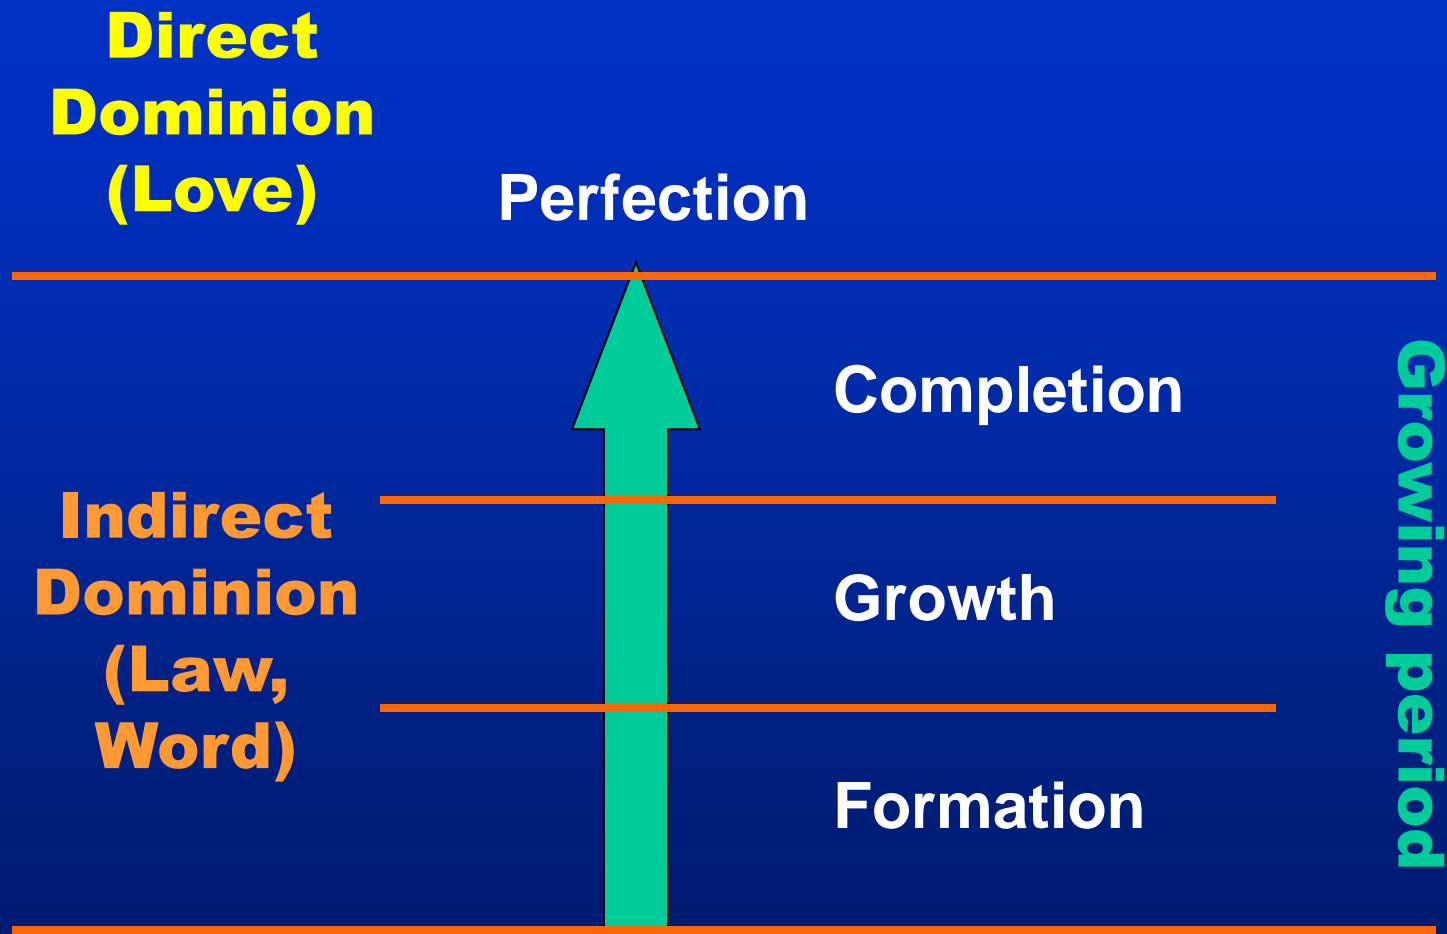 Direct
Dominion
(Love)
Perfection
Completion
Indirect
Dominion
(Law,
Word)
Growth
Formation
Growing period